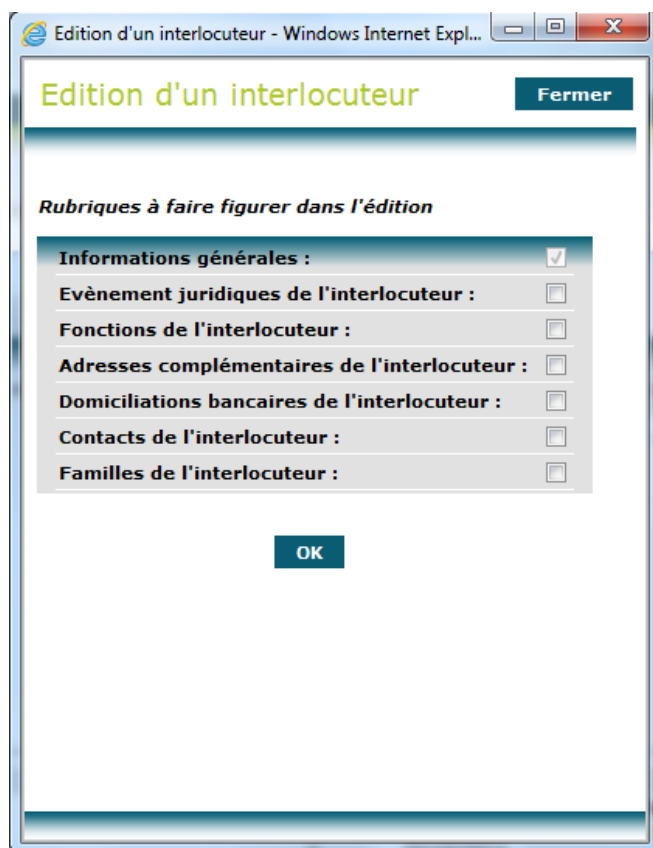 Edition d'un interlocuteur - Windows Internet Expl...
Edition d'un interlocuteur
Fermer
Rubriques à faire figurer dans l'édition
Informations générales :
Evènement juridiques de l'interlocuteur :
Fonctions de l'interlocuteur :
Adresses complémentaires de l'interlocuteur :
Domiciliations bancaires de l'interlocuteur :
Contacts de l'interlocuteur :
Familles de l'interlocuteur :
OK